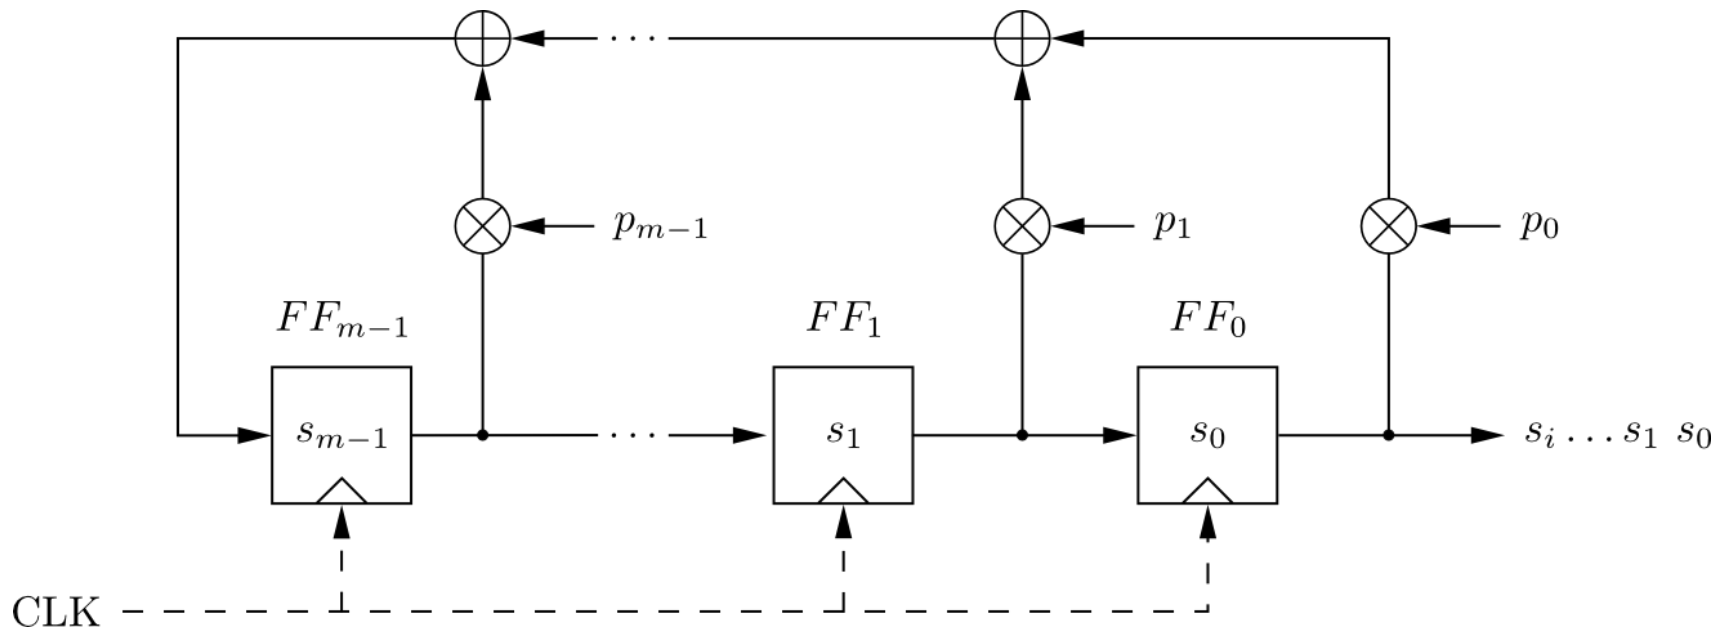 · · ·
p_{m−1} p_1 p_0
FF_{m−1} FF_1 FF_0
s_{m−1} · · · s_1 s_0 s_i . . . s_1 s_0
CLK